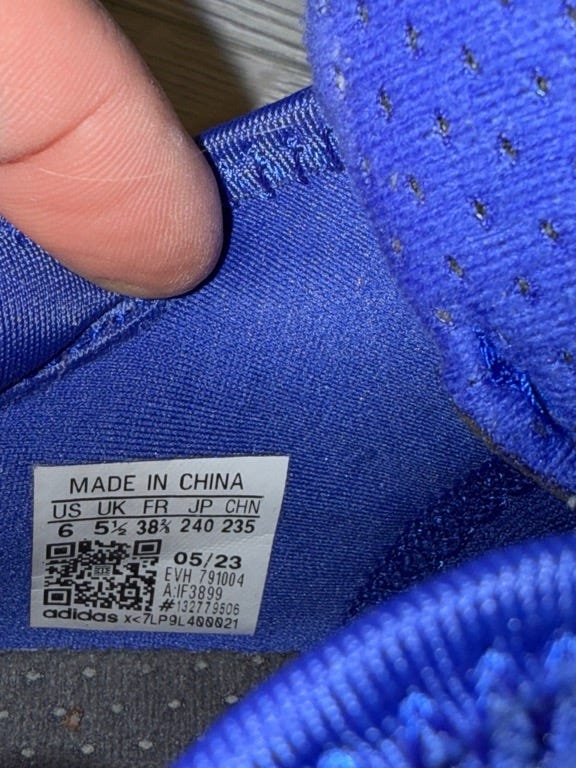 MADE IN CHINA
US UK FR JP CHN
6 5½ 38⅔ 240 235
05/23
EVH 791004
A:IF3899
#132779506
adidas x<7LP9L400021